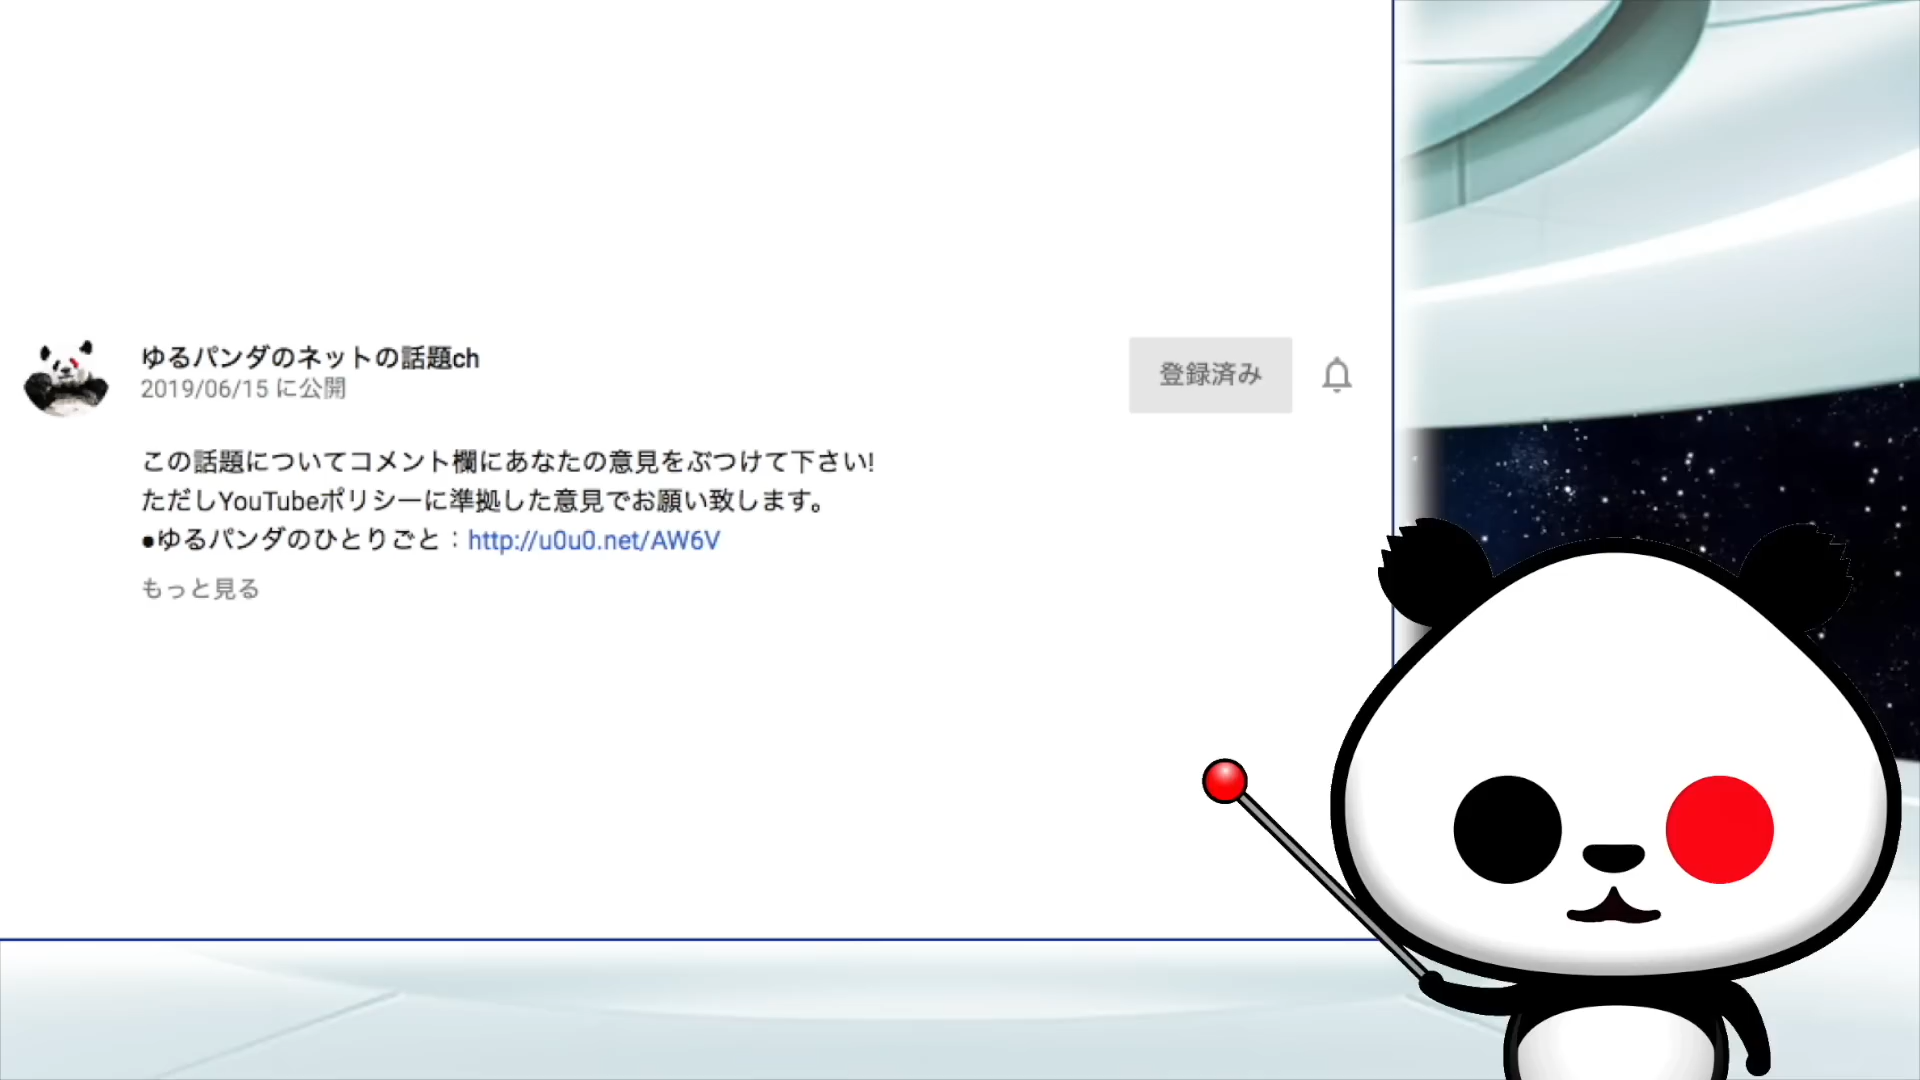 ゆるパンダのネットの話題ch
2019/06/15 に公開
登録済み
この話題についてコメント欄にあなたの意見をぶつけて下さい!
ただしYouTubeポリシーに準拠した意見でお願い致します。
●ゆるパンダのひとりごと：http://u0u0.net/AW6V
もっと見る